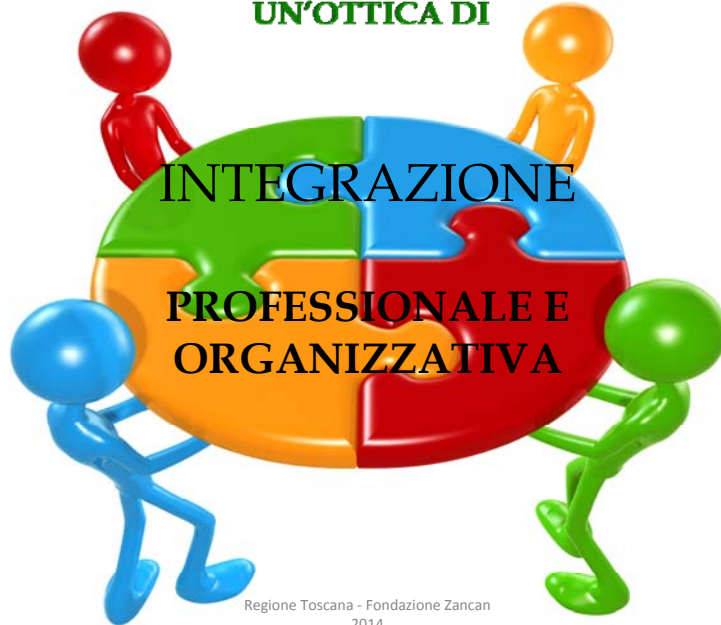 UN'OTTICA DI
INTEGRAZIONE
PROFESSIONALE E
ORGANIZZATIVA
Regione Toscana - Fondazione Zancan
2014